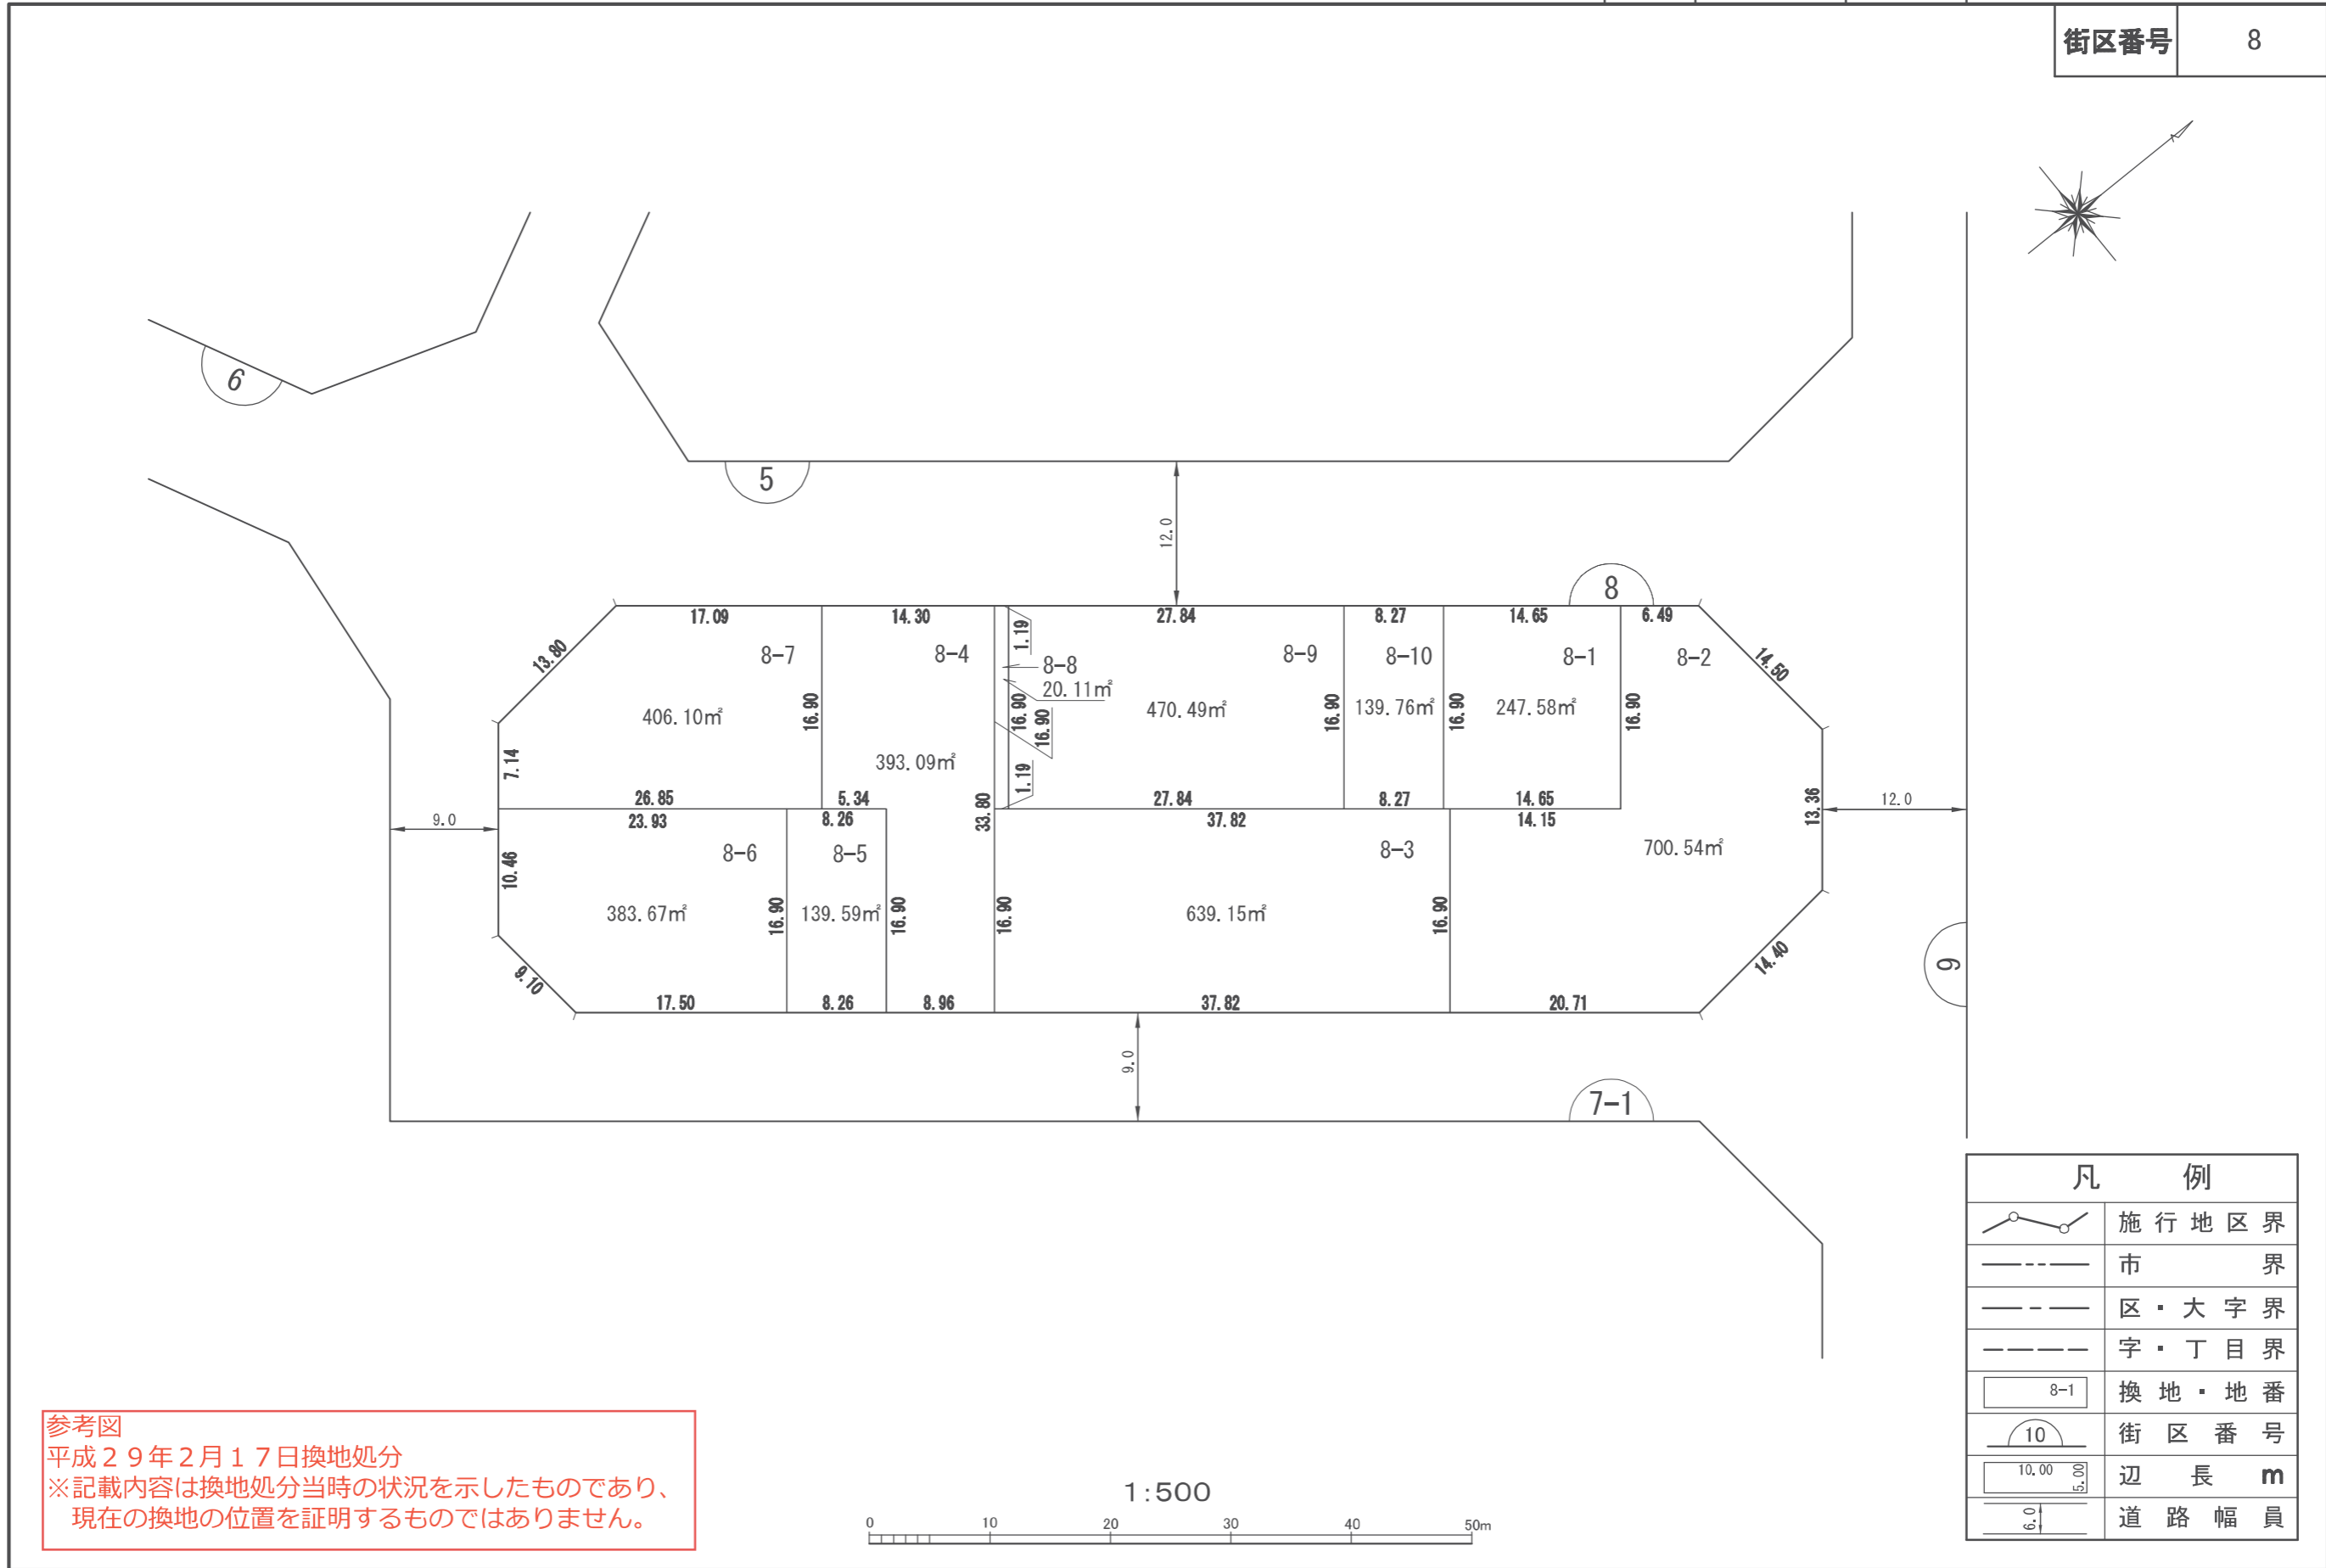 街区番号 8
6
5
12.0
8
17.09 14.30 27.84 8.27 14.65 6.49
13.80
1.19
14.50
8-7 8-4 8-9 8-10 8-1 8-2
8-8
20.11㎡
16.90 16.90 16.90 16.90 16.90 16.90
406.10㎡ 470.49㎡ 139.76㎡ 247.58㎡
7.14
393.09㎡
1.19
26.85 5.34 33.80 27.84 8.27 14.65 13.36 12.0
9.0 23.93 8.26 37.82 14.15
8-6 8-5 8-3 700.54㎡
10.46
383.67㎡ 16.90 139.59㎡ 16.90 16.90 639.15㎡ 16.90
9.10
14.40
9
17.50 8.26 8.96 37.82 20.71
9.0
7-1
凡例
施行地区界
市界
区・大字界
字・丁目界
8-1 換地・地番
10 街区番号
10.00 5.00 辺長 m
6.0 道路幅員
参考図
平成29年2月17日換地処分
※記載内容は換地処分当時の状況を示したものであり、
現在の換地の位置を証明するものではありません。
1:500
0 10 20 30 40 50m